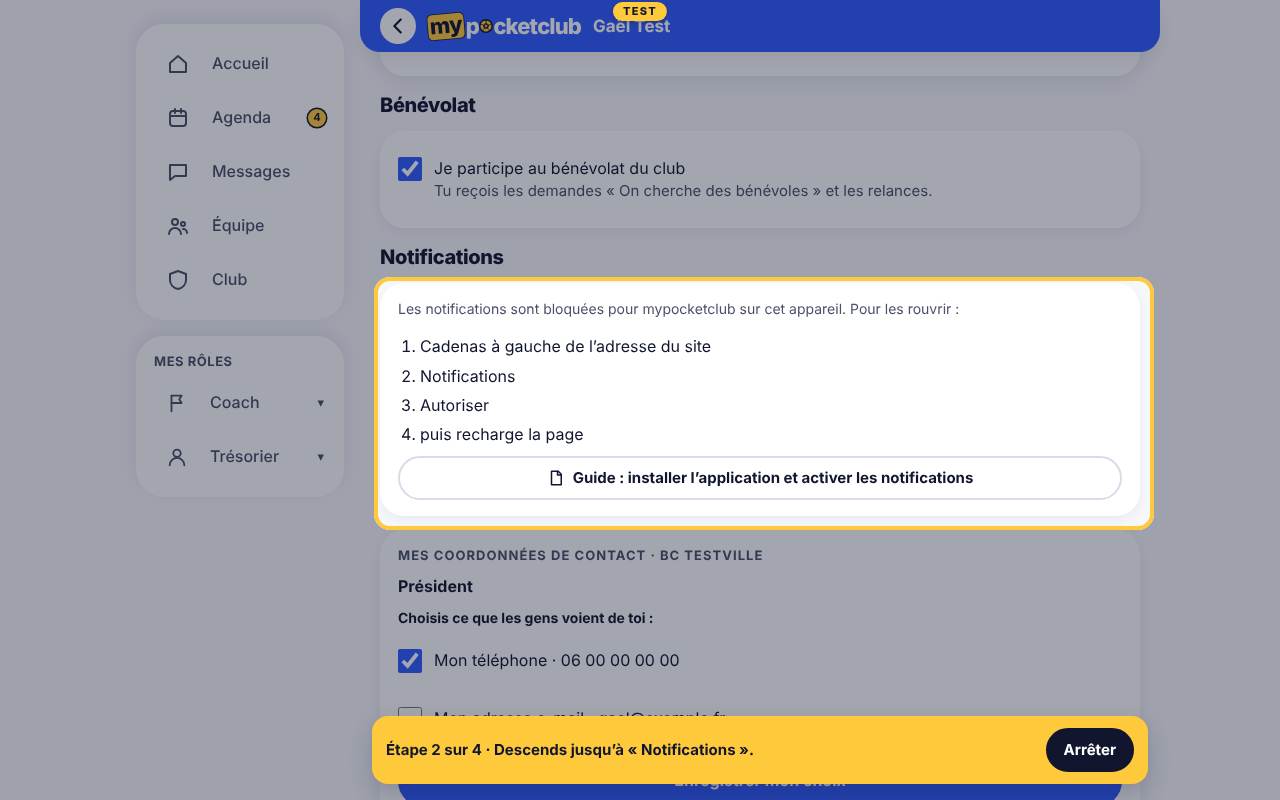 TEST
mypocketclub Gaël Test
Accueil
Agenda 4
Messages
Équipe
Club
MES RÔLES
Coach ▾
Trésorier ▾
Bénévolat
Je participe au bénévolat du club
Tu reçois les demandes « On cherche des bénévoles » et les relances.
Notifications
Les notifications sont bloquées pour mypocketclub sur cet appareil. Pour les rouvrir :
1. Cadenas à gauche de l’adresse du site
2. Notifications
3. Autoriser
4. puis recharge la page
Guide : installer l’application et activer les notifications
MES COORDONNÉES DE CONTACT · BC TESTVILLE
Président
Choisis ce que les gens voient de toi :
Mon téléphone · 06 00 00 00 00
Étape 2 sur 4 · Descends jusqu’à « Notifications ».
Arrêter